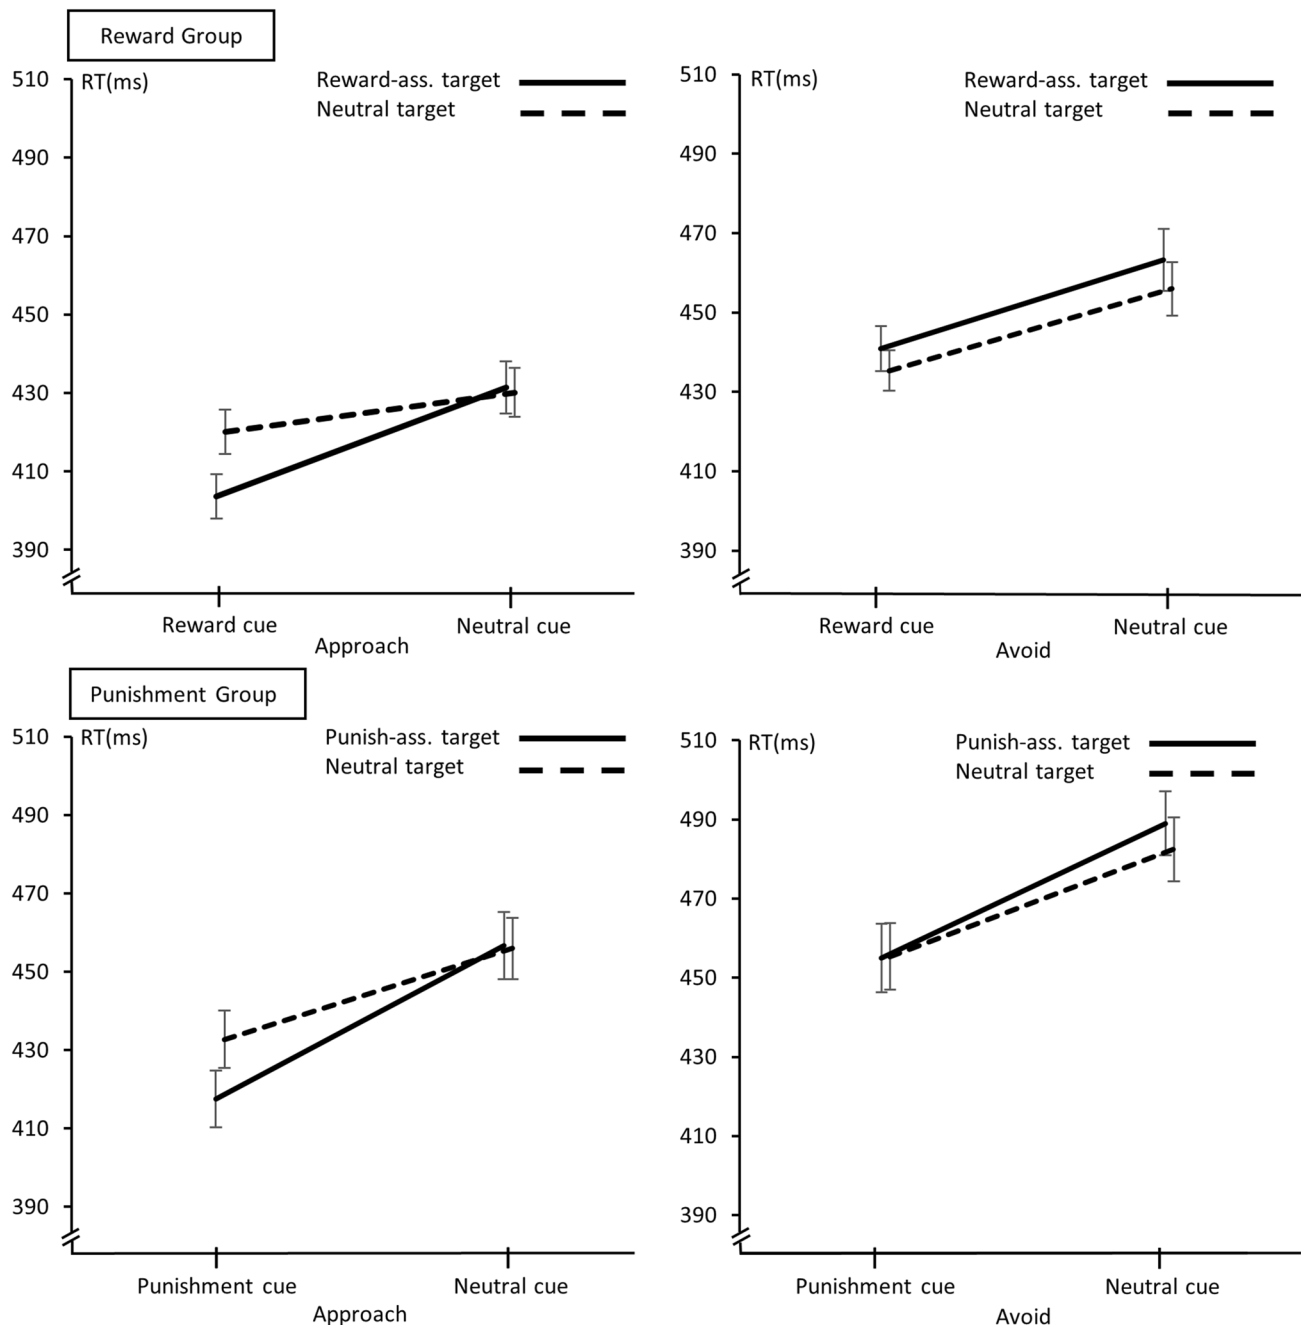 Reward Group
RT(ms)
Reward-ass. target
Neutral target
510
490
470
450
430
410
390
Reward cue
Neutral cue
Approach
RT(ms)
Reward-ass. target
Neutral target
510
490
470
450
430
410
390
Reward cue
Neutral cue
Avoid
Punishment Group
RT(ms)
Punish-ass. target
Neutral target
510
490
470
450
430
410
390
Punishment cue
Neutral cue
Approach
RT(ms)
Punish-ass. target
Neutral target
510
490
470
450
430
410
390
Punishment cue
Neutral cue
Avoid